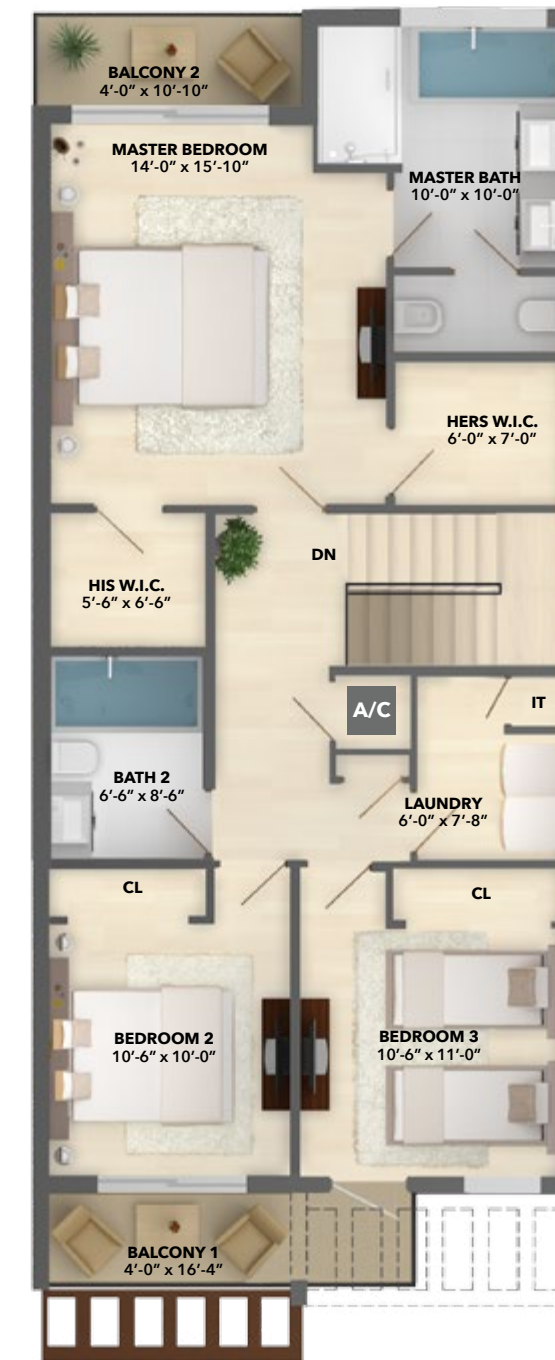 BALCONY 2
4'-0" x 10'-10"
MASTER BEDROOM
14'-0" x 15'-10"
MASTER BATH
10'-0" x 10'-0"
HERS W.I.C.
6'-0" x 7'-0"
DN
HIS W.I.C.
5'-6" x 6'-6"
A/C
IT
BATH 2
6'-6" x 8'-6"
LAUNDRY
6'-0" x 7'-8"
CL
CL
BEDROOM 2
10'-6" x 10'-0"
BEDROOM 3
10'-6" x 11'-0"
BALCONY 1
4'-0" x 16'-4"